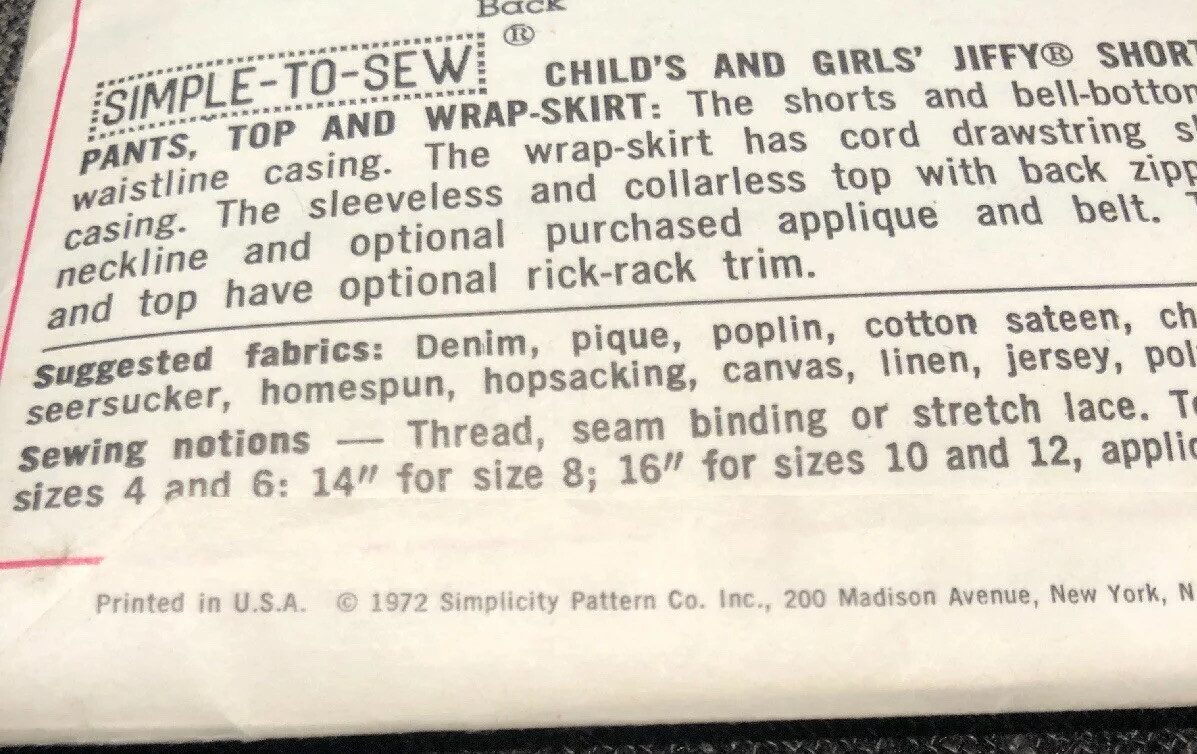 Back
SIMPLE-TO-SEW® CHILD'S AND GIRLS' JIFFY® SHORT
PANTS, TOP AND WRAP-SKIRT: The shorts and bell-bottom
waistline casing. The wrap-skirt has cord drawstring
casing. The sleeveless and collarless top with back
neckline and optional purchased applique and belt.
and top have optional rick-rack trim.
Suggested fabrics: Denim, pique, poplin, cotton sateen,
seersucker, homespun, hopsacking, canvas, linen, jersey,
Sewing notions — Thread, seam binding or stretch lace.
sizes 4 and 6: 14″ for size 8; 16″ for sizes 10 and 12,
Printed in U.S.A. © 1972 Simplicity Pattern Co. Inc., 200 Madison Avenue, New York,